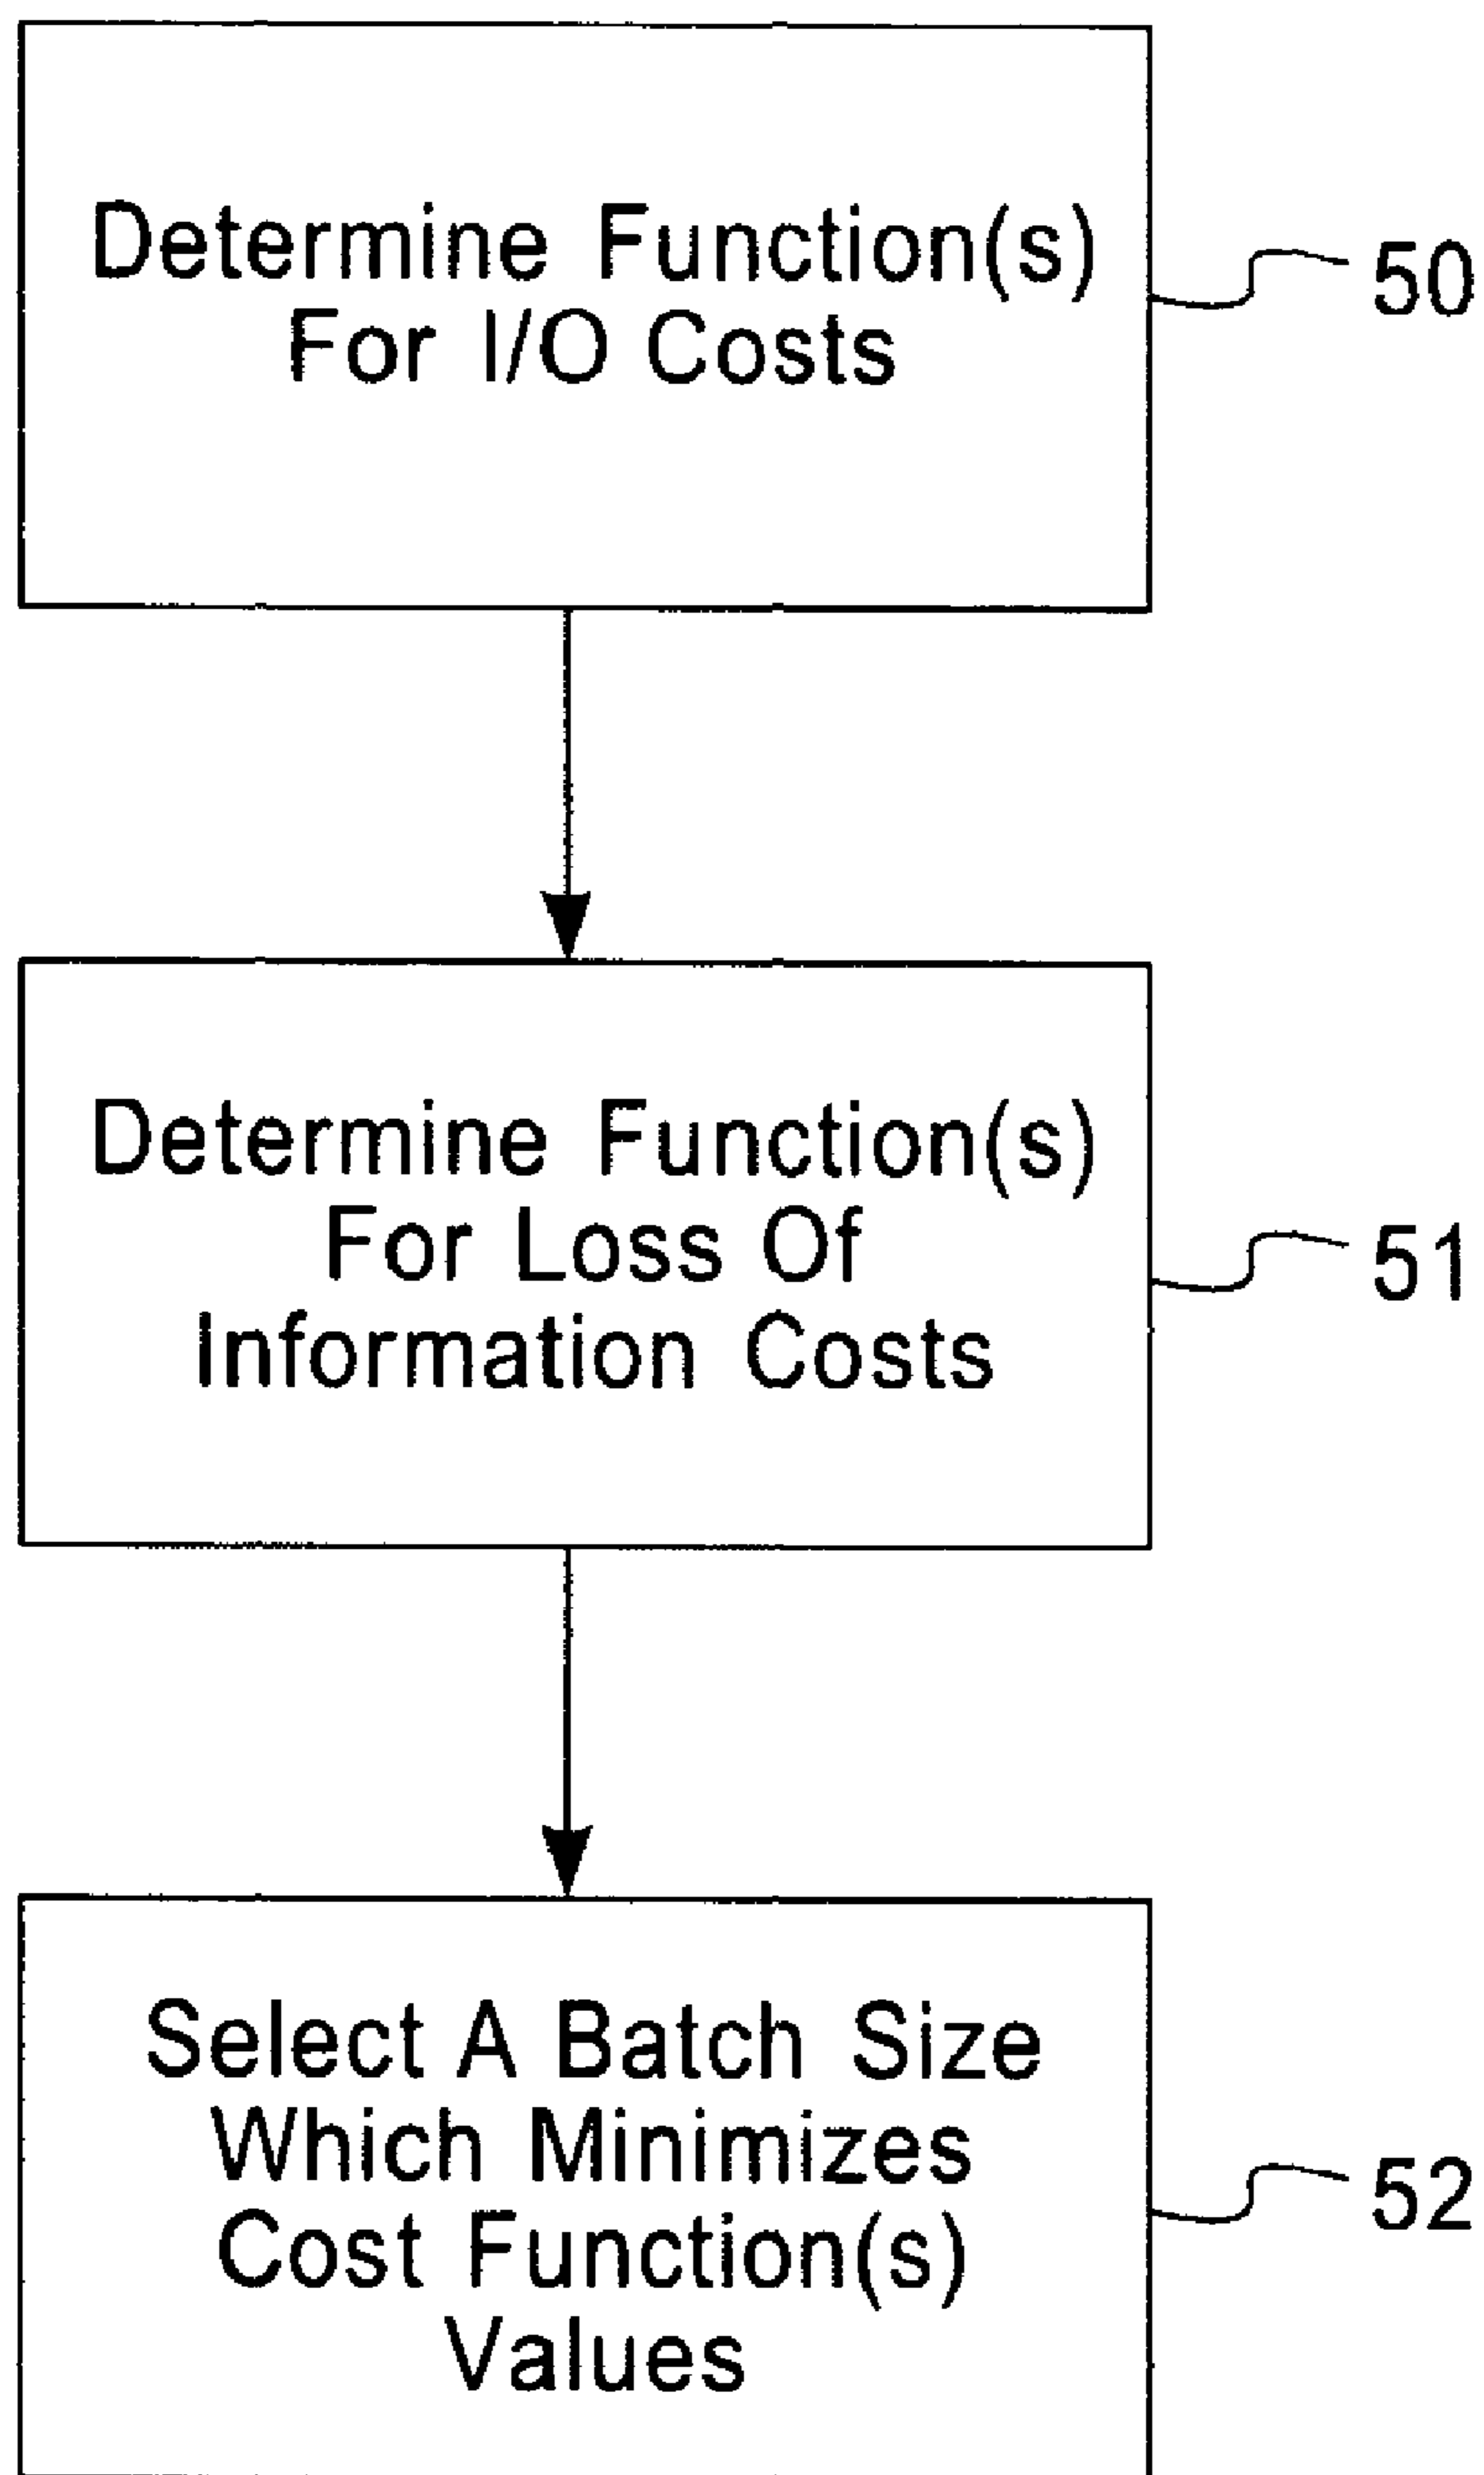 Determine Function(s)
For I/O Costs
50
Determine Function(s)
For Loss Of
Information Costs
51
Select A Batch Size
Which Minimizes
Cost Function(s)
Values
52